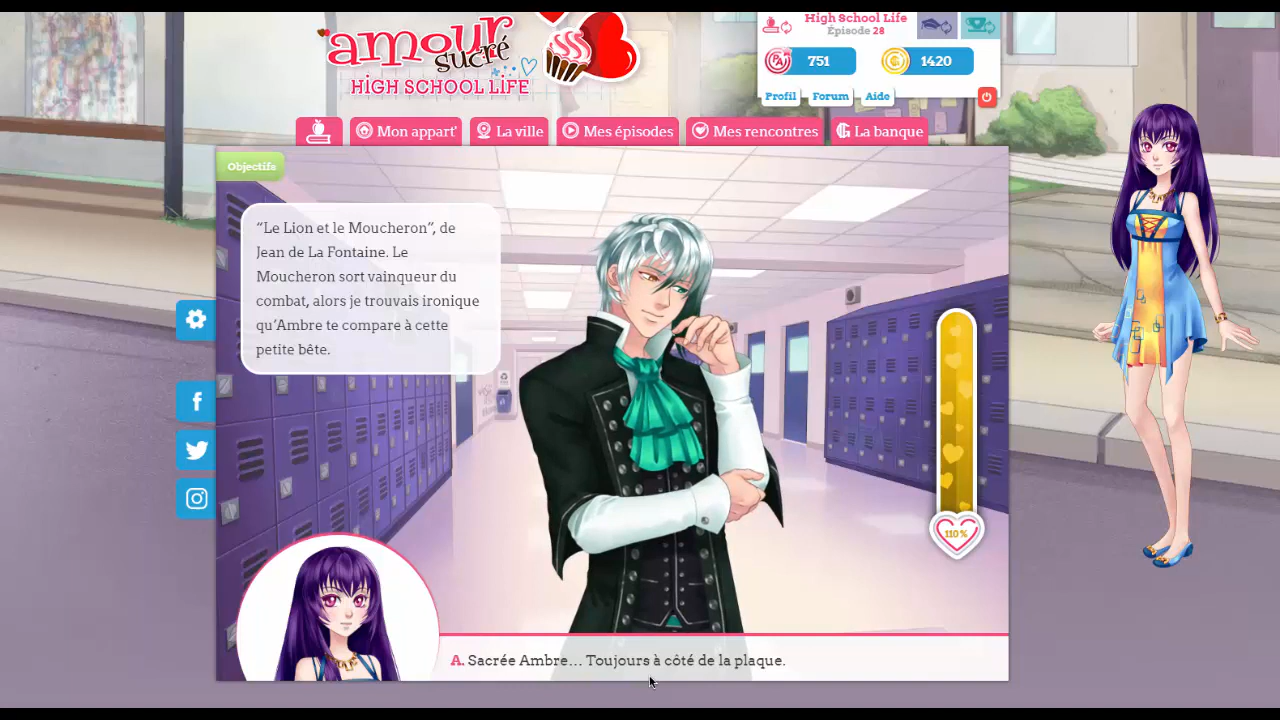 amour
sucré
HIGH SCHOOL LIFE
High School Life
Épisode 28
PA 751
1420
Profil
Forum
Aide
Mon appart'
La ville
Mes épisodes
Mes rencontres
La banque
Objectifs
“Le Lion et le Moucheron”, de
Jean de La Fontaine. Le
Moucheron sort vainqueur du
combat, alors je trouvais ironique
qu’Ambre te compare à cette
petite bête.
110 %
A. Sacrée Ambre… Toujours à côté de la plaque.